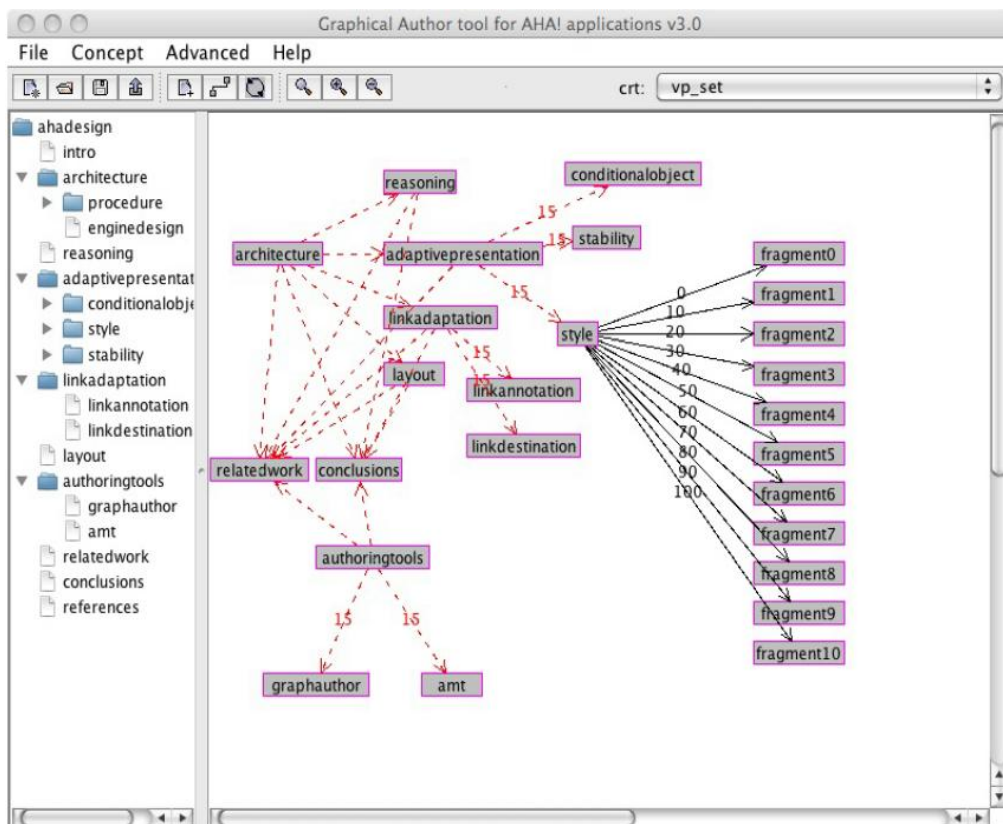 Graphical Author tool for AHA! applications v3.0
File Concept Advanced Help
crt: vp_set
ahadesign
intro
architecture
procedure
enginedesign
reasoning
adaptivepresentat
conditionalobje
style
stability
linkadaptation
linkannotation
linkdestination
layout
authoringtools
graphauthor
amt
relatedwork
conclusions
references
reasoning
conditionalobject
15
architecture
adaptivepresentation
15
stability
15
linkadaptation
style
layout
15
15
linkannotation
linkdestination
relatedwork
conclusions
authoringtools
15
15
graphauthor
amt
0
10
20
30
40
50
60
70
80
90
100
fragment0
fragment1
fragment2
fragment3
fragment4
fragment5
fragment6
fragment7
fragment8
fragment9
fragment10